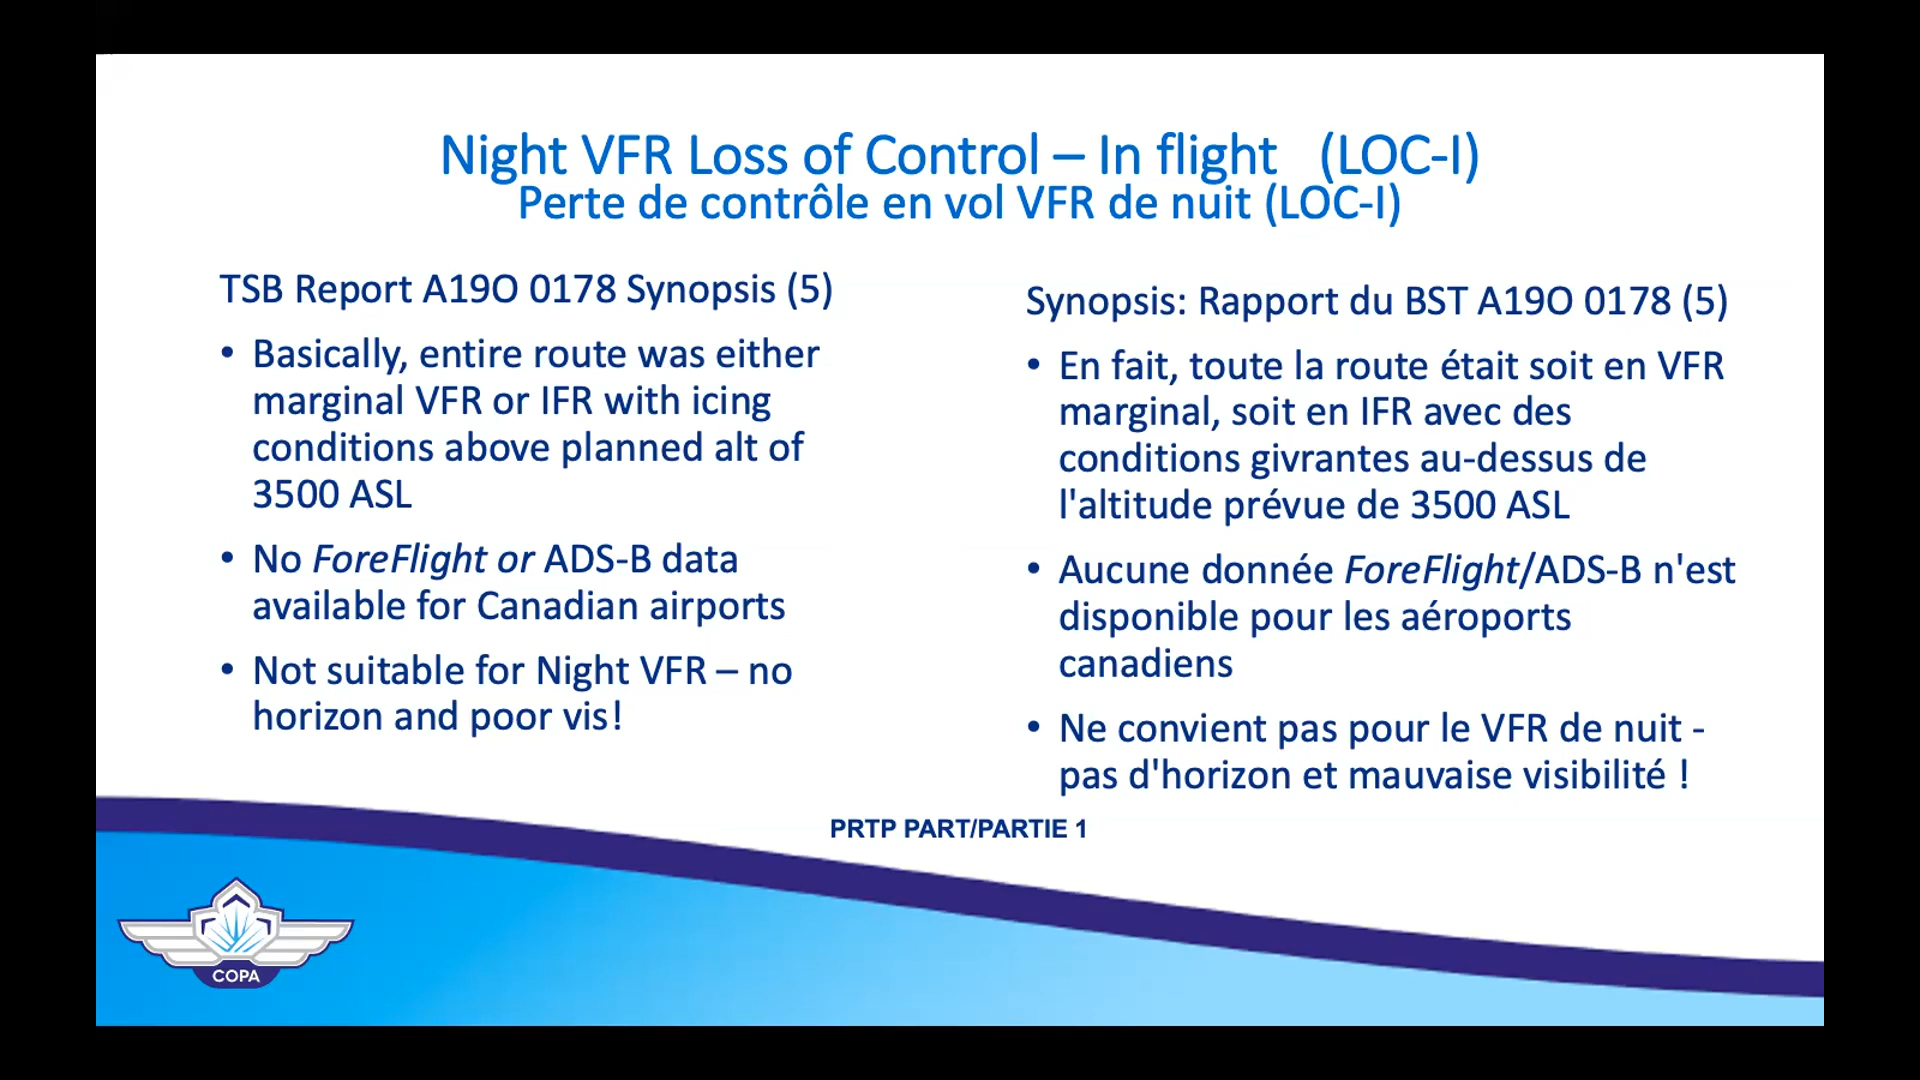 Night VFR Loss of Control – In flight (LOC-I)
Perte de contrôle en vol VFR de nuit (LOC-I)
TSB Report A19O 0178 Synopsis (5)
• Basically, entire route was either
marginal VFR or IFR with icing
conditions above planned alt of
3500 ASL
• No ForeFlight or ADS-B data
available for Canadian airports
• Not suitable for Night VFR – no
horizon and poor vis!
Synopsis: Rapport du BST A19O 0178 (5)
• En fait, toute la route était soit en VFR
marginal, soit en IFR avec des
conditions givrantes au-dessus de
l'altitude prévue de 3500 ASL
• Aucune donnée ForeFlight/ADS-B n'est
disponible pour les aéroports
canadiens
• Ne convient pas pour le VFR de nuit -
pas d'horizon et mauvaise visibilité !
PRTP PART/PARTIE 1
COPA